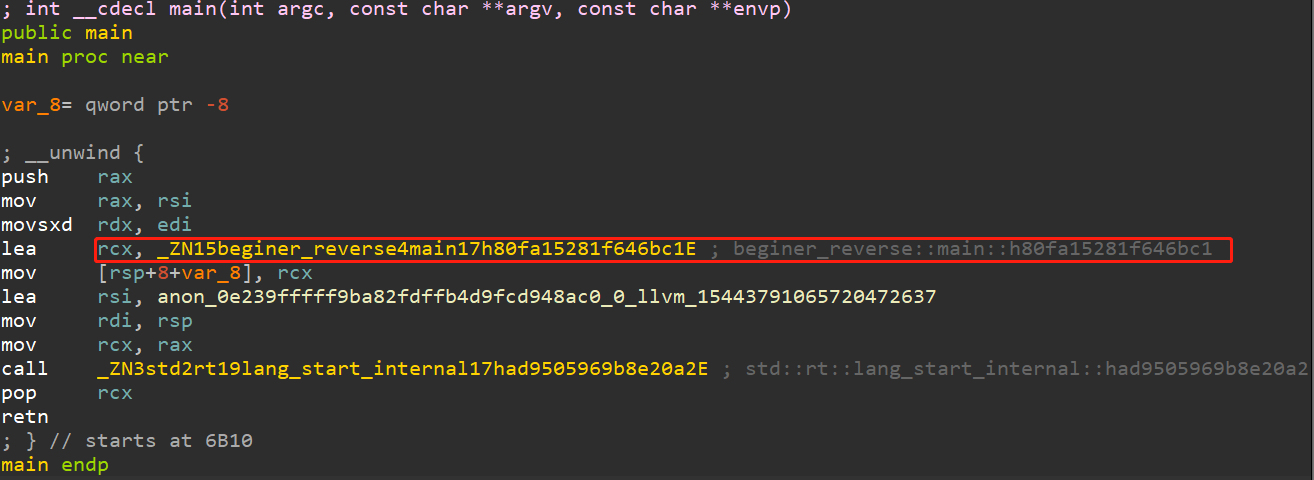 ; int __cdecl main(int argc, const char **argv, const char **envp)
public main
main proc near
var_8= qword ptr -8
; __unwind {
push rax
mov rax, rsi
movsxd rdx, edi
lea rcx, _ZN15beginer_reverse4main17h80fa15281f646bc1E ; beginer_reverse::main::h80fa15281f646bc1
mov [rsp+8+var_8], rcx
lea rsi, anon_0e239fffff9ba82fdffb4d9fcd948ac0_0_llvm_15443791065720472637
mov rdi, rsp
mov rcx, rax
call _ZN3std2rt19lang_start_internal17had9505969b8e20a2E ; std::rt::lang_start_internal::had9505969b8e20a2
pop rcx
retn
; } // starts at 6B10
main endp